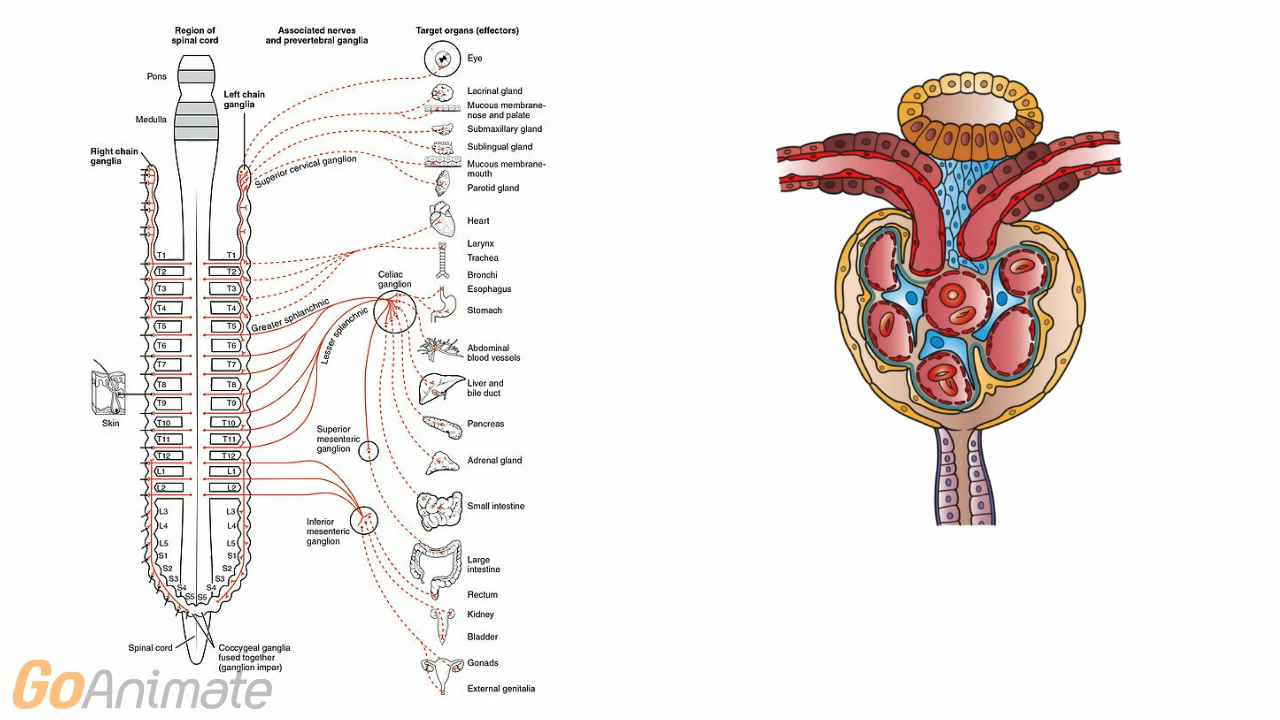 Region of
spinal cord
Associated nerves
and prevertebral ganglia
Target organs (effectors)
Pons
Medulla
Left chain
ganglia
Right chain
ganglia
Superior cervical ganglion
Eye
Lacrinal gland
Mucous membrane-
nose and palate
Submaxillary gland
Sublingual gland
Mucous membrane-
mouth
Parotid gland
Heart
Larynx
Trachea
Bronchi
Esophagus
Stomach
Abdominal
blood vessels
Liver and
bile duct
Pancreas
Adrenal gland
Small intestine
Large
intestine
Rectum
Kidney
Bladder
Gonads
External genitalia
Celiac
ganglion
Greater sphlanchnic
Lesser splanchnic
Superior
mesenteric
ganglion
Inferior
mesenteric
ganglion
T1 T1
T2 T2
T3 T3
T4 T4
T5 T5
T6 T6
T7 T7
T8 T8
T9 T9
T10 T10
T11 T11
T12 T12
L1 L1
L2 L2
L3 L3
L4 L4
L5 L5
S1 S1
S2 S2
S3 S3
S4 S4
S5 S5
Skin
Spinal cord
Coccygeal ganglia
fused together
(ganglion impar)
GoAnimate